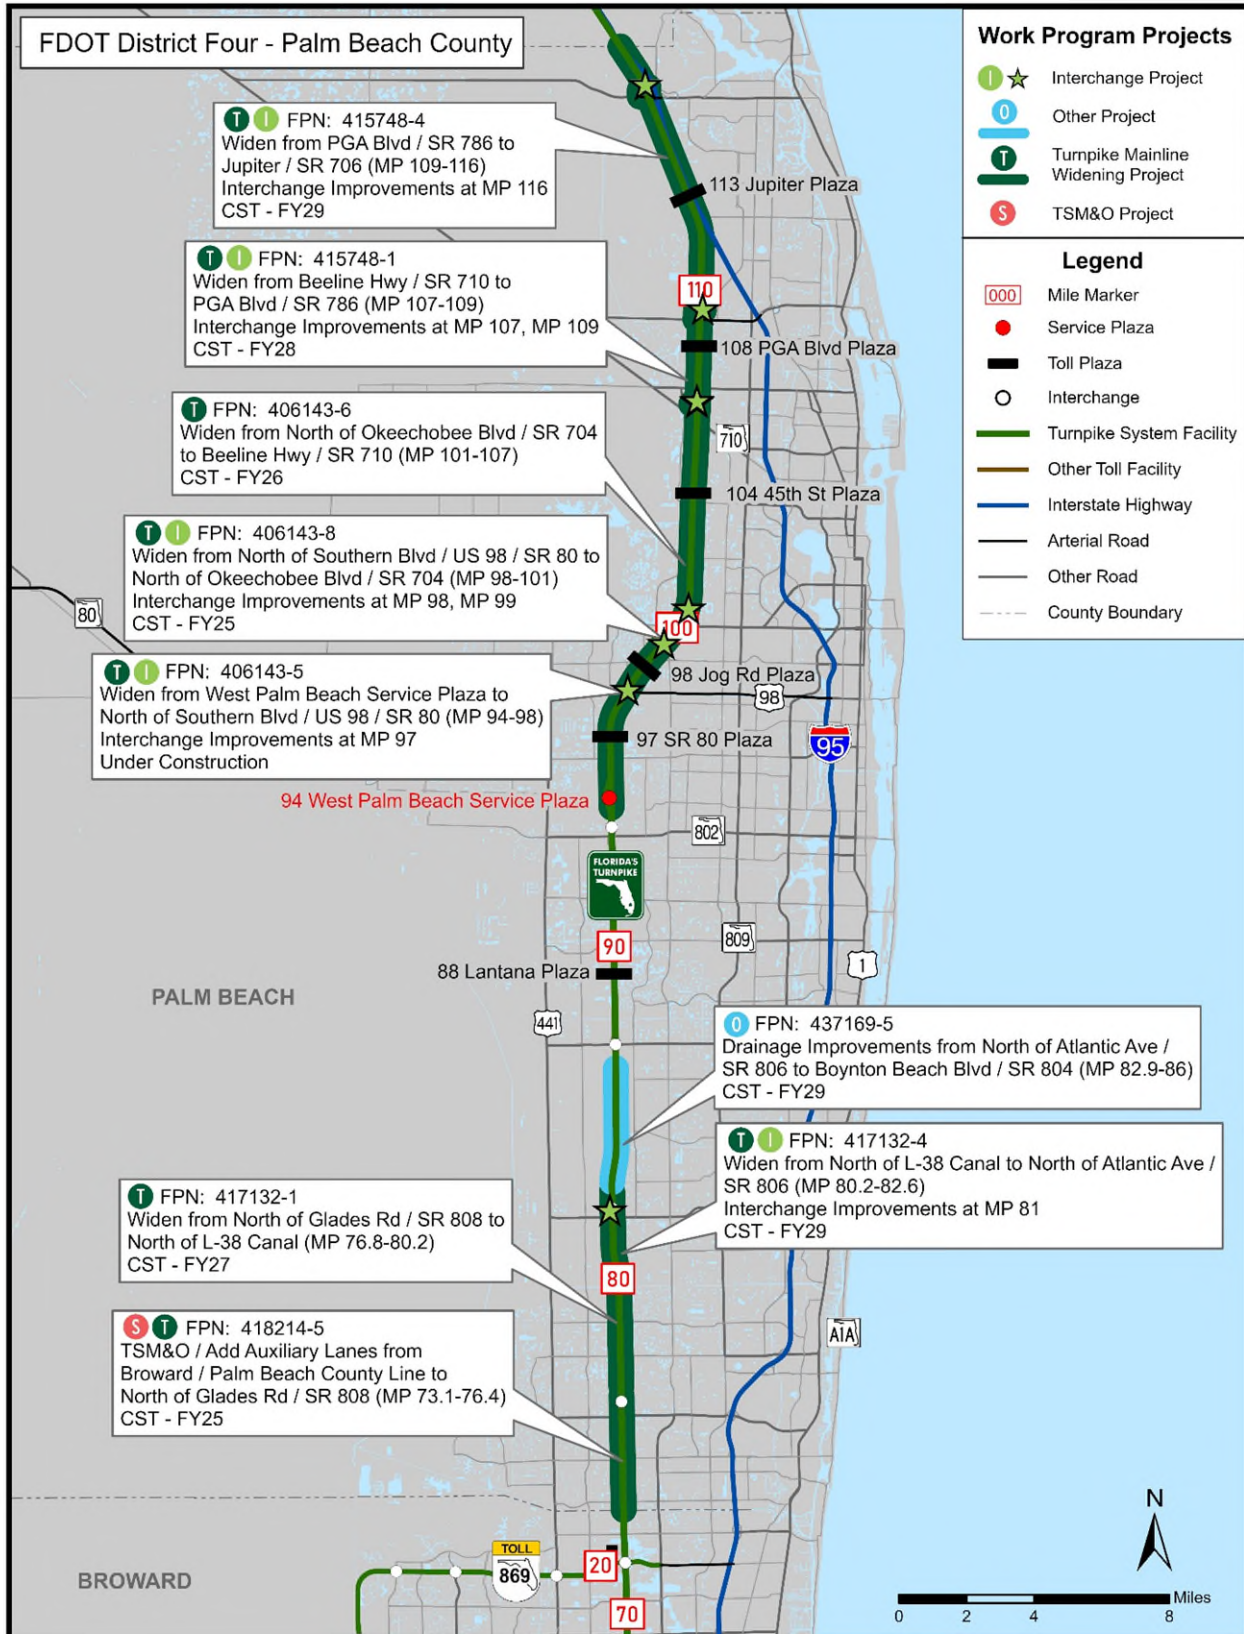 FDOT District Four - Palm Beach County
Work Program Projects
I Interchange Project
O Other Project
T Turnpike Mainline
Widening Project
S TSM&O Project
Legend
000 Mile Marker
Service Plaza
Toll Plaza
Interchange
Turnpike System Facility
Other Toll Facility
Interstate Highway
Arterial Road
Other Road
County Boundary
T I FPN: 415748-4
Widen from PGA Blvd / SR 786 to
Jupiter / SR 706 (MP 109-116)
Interchange Improvements at MP 116
CST - FY29
113 Jupiter Plaza
T I FPN: 415748-1
Widen from Beeline Hwy / SR 710 to
PGA Blvd / SR 786 (MP 107-109)
Interchange Improvements at MP 107, MP 109
CST - FY28
110
108 PGA Blvd Plaza
T FPN: 406143-6
Widen from North of Okeechobee Blvd / SR 704
to Beeline Hwy / SR 710 (MP 101-107)
CST - FY26
710
104 45th St Plaza
T I FPN: 406143-8
Widen from North of Southern Blvd / US 98 / SR 80 to
North of Okeechobee Blvd / SR 704 (MP 98-101)
Interchange Improvements at MP 98, MP 99
CST - FY25
80
100
98 Jog Rd Plaza
T I FPN: 406143-5
Widen from West Palm Beach Service Plaza to
North of Southern Blvd / US 98 / SR 80 (MP 94-98)
Interchange Improvements at MP 97
Under Construction
98
97 SR 80 Plaza
95
94 West Palm Beach Service Plaza
802
FLORIDA'S
TURNPIKE
90
809
1
88 Lantana Plaza
PALM BEACH
441
O FPN: 437169-5
Drainage Improvements from North of Atlantic Ave /
SR 806 to Boynton Beach Blvd / SR 804 (MP 82.9-86)
CST - FY29
T I FPN: 417132-4
Widen from North of L-38 Canal to North of Atlantic Ave /
SR 806 (MP 80.2-82.6)
Interchange Improvements at MP 81
CST - FY29
T FPN: 417132-1
Widen from North of Glades Rd / SR 808 to
North of L-38 Canal (MP 76.8-80.2)
CST - FY27
80
S T FPN: 418214-5
TSM&O / Add Auxiliary Lanes from
Broward / Palm Beach County Line to
North of Glades Rd / SR 808 (MP 73.1-76.4)
CST - FY25
A1A
N
TOLL
869
20
BROWARD
70
Miles
0 2 4 8